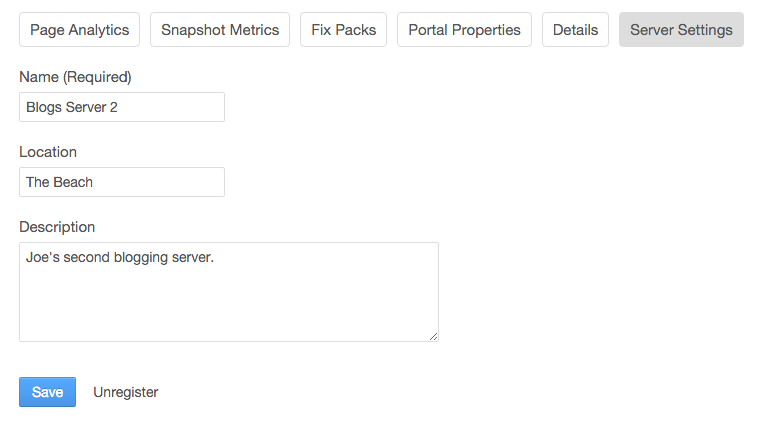 Page Analytics Snapshot Metrics Fix Packs Portal Properties Details Server Settings
Name (Required)
Blogs Server 2
Location
The Beach
Description
Joe's second blogging server.
Save Unregister